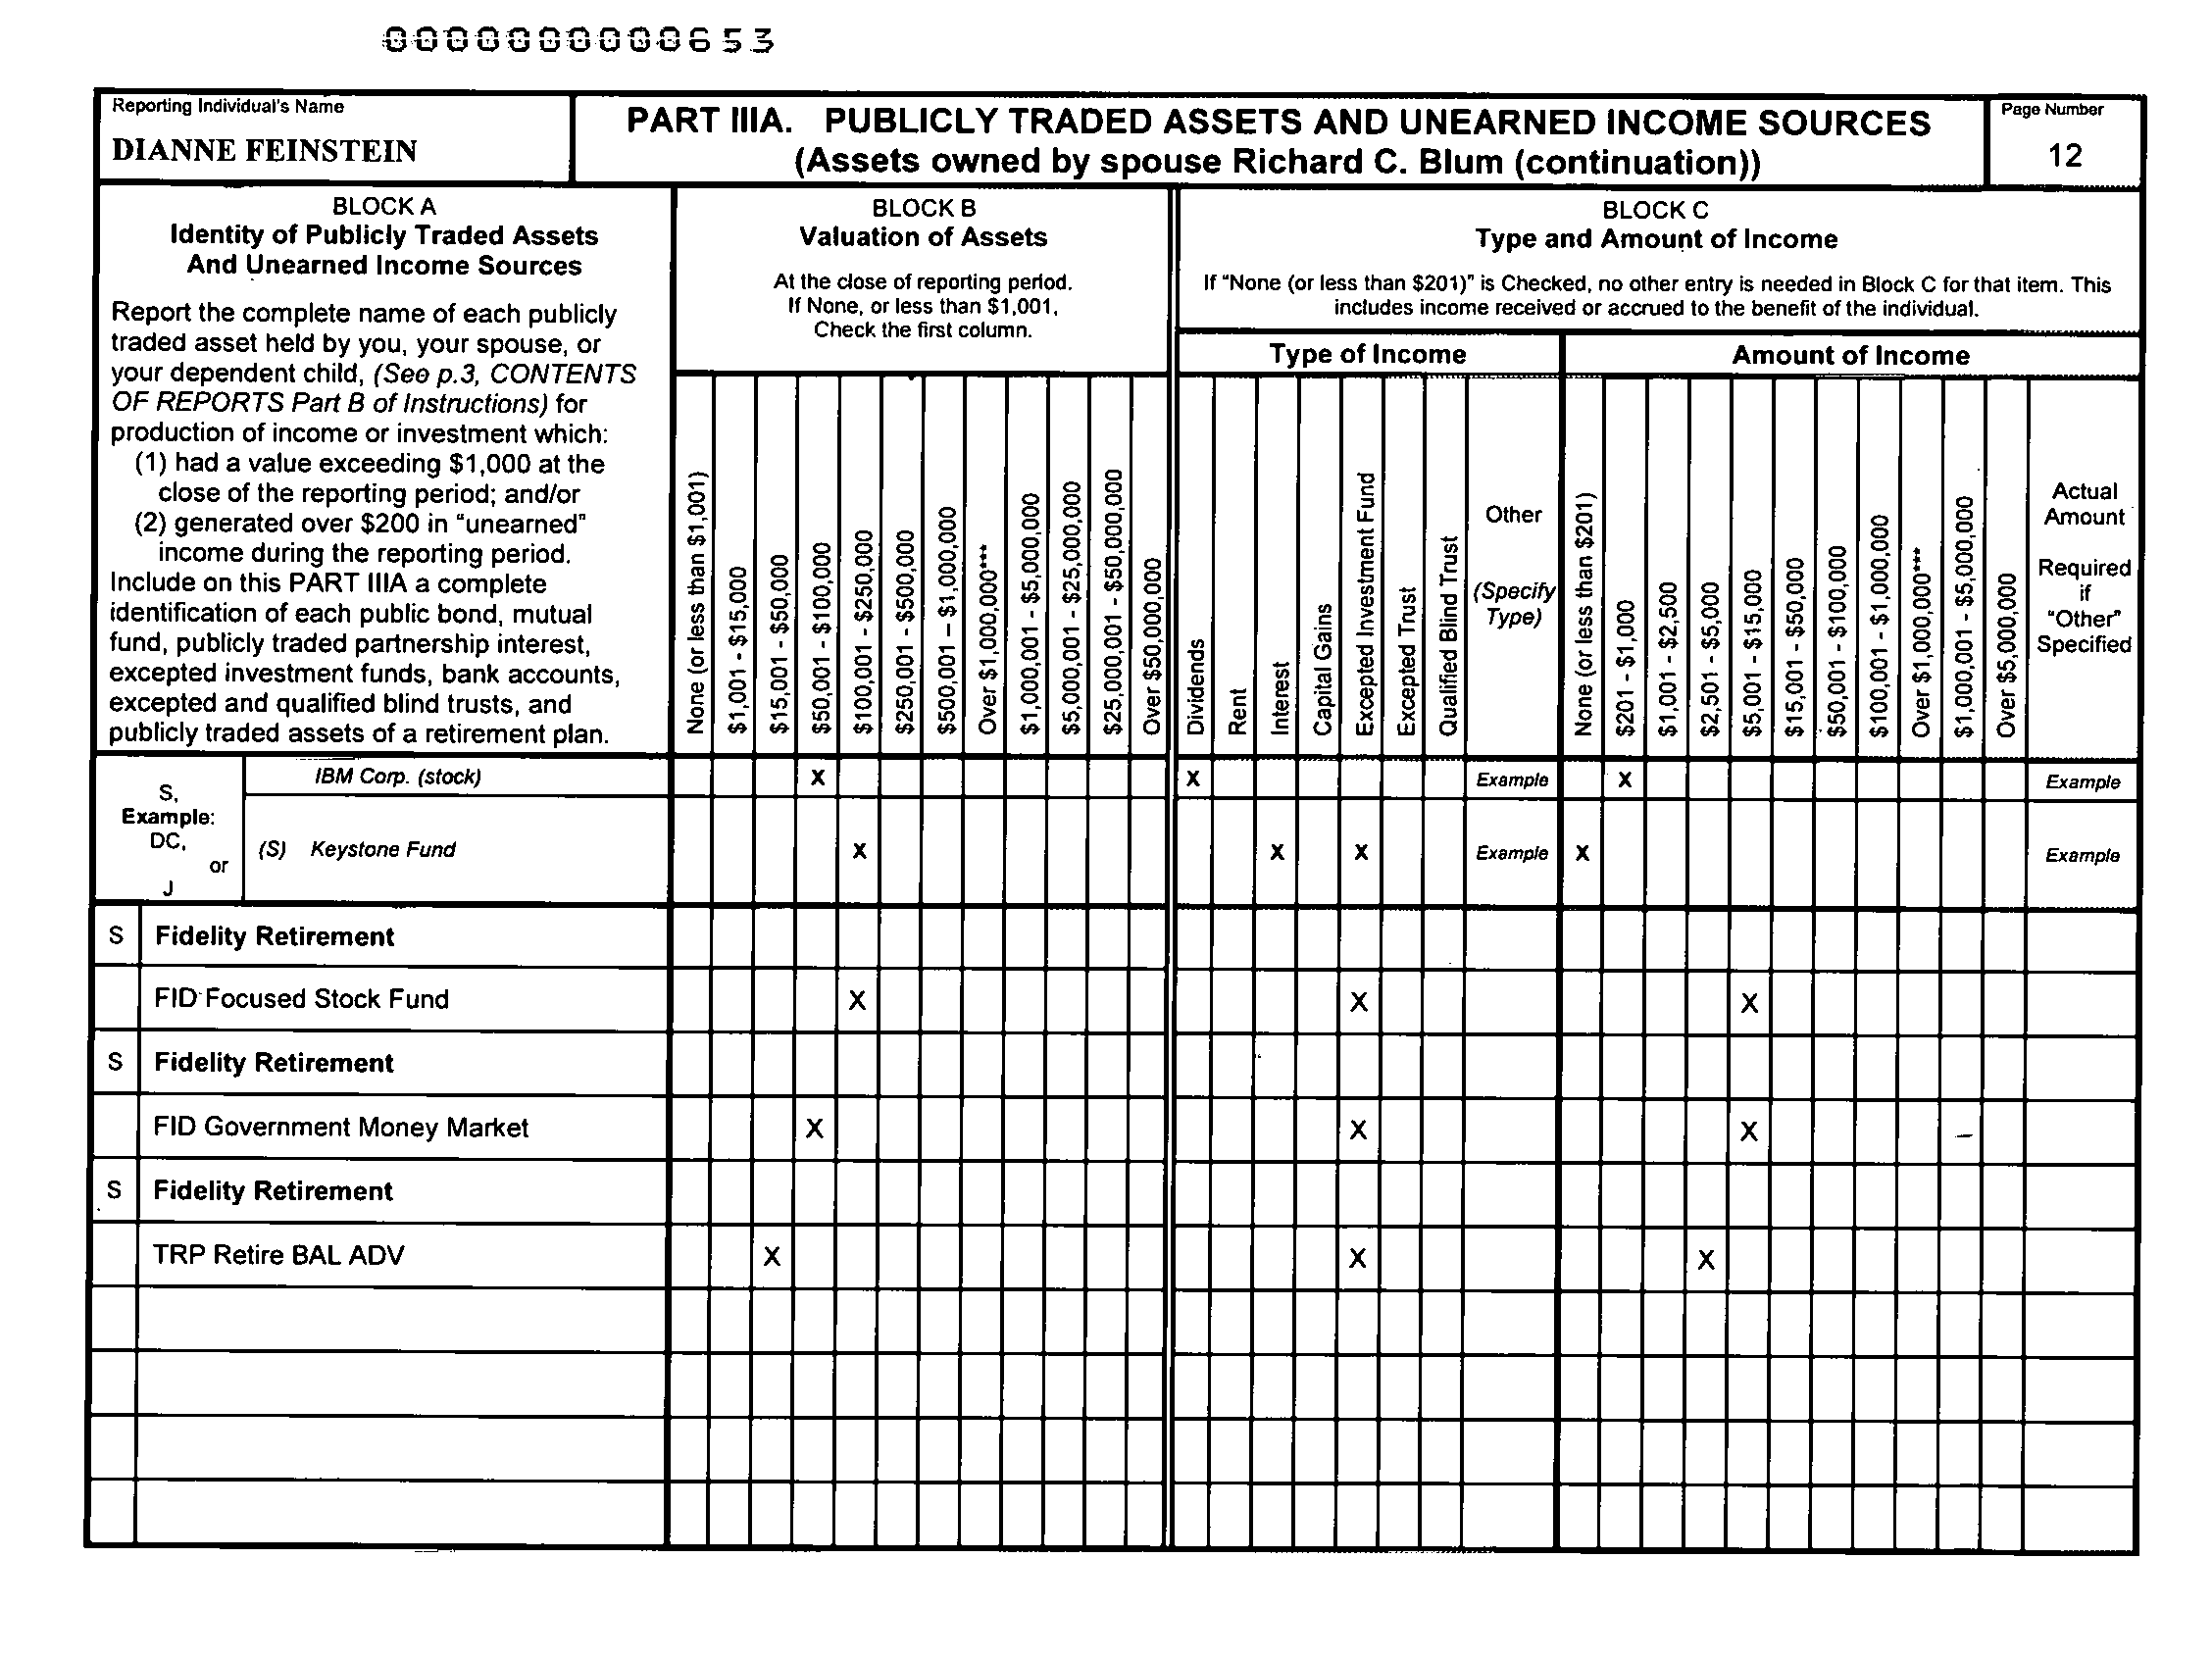 000000000653
Reporting Individual's Name
DIANNE FEINSTEIN
PART IIIA. PUBLICLY TRADED ASSETS AND UNEARNED INCOME SOURCES
(Assets owned by spouse Richard C. Blum (continuation))
Page Number
12
BLOCK A
Identity of Publicly Traded Assets
And Unearned Income Sources
Report the complete name of each publicly
traded asset held by you, your spouse, or
your dependent child, (See p.3, CONTENTS
OF REPORTS Part B of Instructions) for
production of income or investment which:
(1) had a value exceeding $1,000 at the
close of the reporting period; and/or
(2) generated over $200 in "unearned"
income during the reporting period.
Include on this PART IIIA a complete
identification of each public bond, mutual
fund, publicly traded partnership interest,
excepted investment funds, bank accounts,
excepted and qualified blind trusts, and
publicly traded assets of a retirement plan.
BLOCK B
Valuation of Assets
At the close of reporting period.
If None, or less than $1,001,
Check the first column.
None (or less than $1,001)
$1,001 - $15,000
$15,001 - $50,000
$50,001 - $100,000
$100,001 - $250,000
$250,001 - $500,000
$500,001 – $1,000,000
Over $1,000,000***
$1,000,001 - $5,000,000
$5,000,001 - $25,000,000
$25,000,001 - $50,000,000
Over $50,000,000
BLOCK C
Type and Amount of Income
If "None (or less than $201)" is Checked, no other entry is needed in Block C for that item. This
includes income received or accrued to the benefit of the individual.
Type of Income
Dividends
Rent
Interest
Capital Gains
Excepted Investment Fund
Excepted Trust
Qualified Blind Trust
Other
(Specify
Type)
Amount of Income
None (or less than $201)
$201 - $1,000
$1,001 - $2,500
$2,501 - $5,000
$5,001 - $15,000
$15,001 - $50,000
$50,001 - $100,000
$100,001 - $1,000,000
Over $1,000,000***
$1,000,001 - $5,000,000
Over $5,000,000
Actual
Amount
Required
if
"Other"
Specified
S,
Example:
DC,
or
J
IBM Corp. (stock) X X Example X Example
(S) Keystone Fund X X X Example X Example
S Fidelity Retirement
FID Focused Stock Fund X X X
S Fidelity Retirement
FID Government Money Market X X X
S Fidelity Retirement
TRP Retire BAL ADV X X X